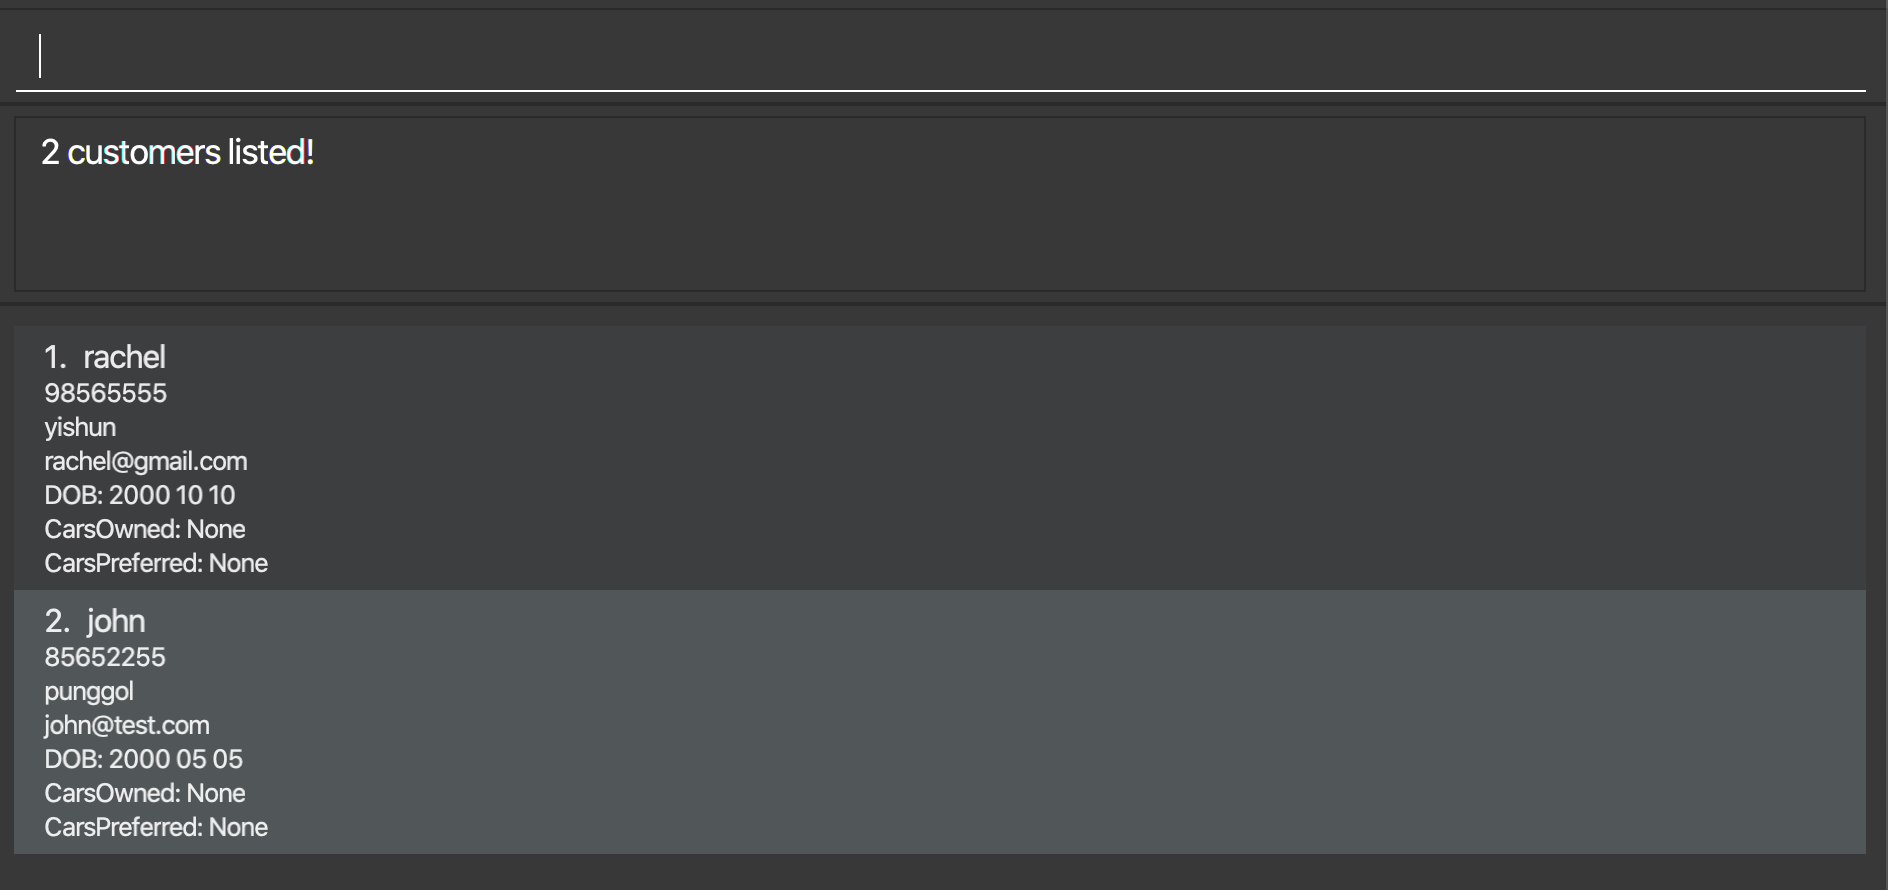 2 customers listed!
1. rachel
98565555
yishun
rachel@gmail.com
DOB: 2000 10 10
CarsOwned: None
CarsPreferred: None
2. john
85652255
punggol
john@test.com
DOB: 2000 05 05
CarsOwned: None
CarsPreferred: None